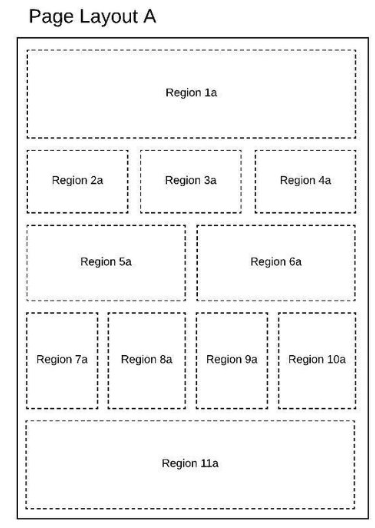 Page Layout A
Region 1a
Region 2a Region 3a Region 4a
Region 5a Region 6a
Region 7a Region 8a Region 9a Region 10a
Region 11a